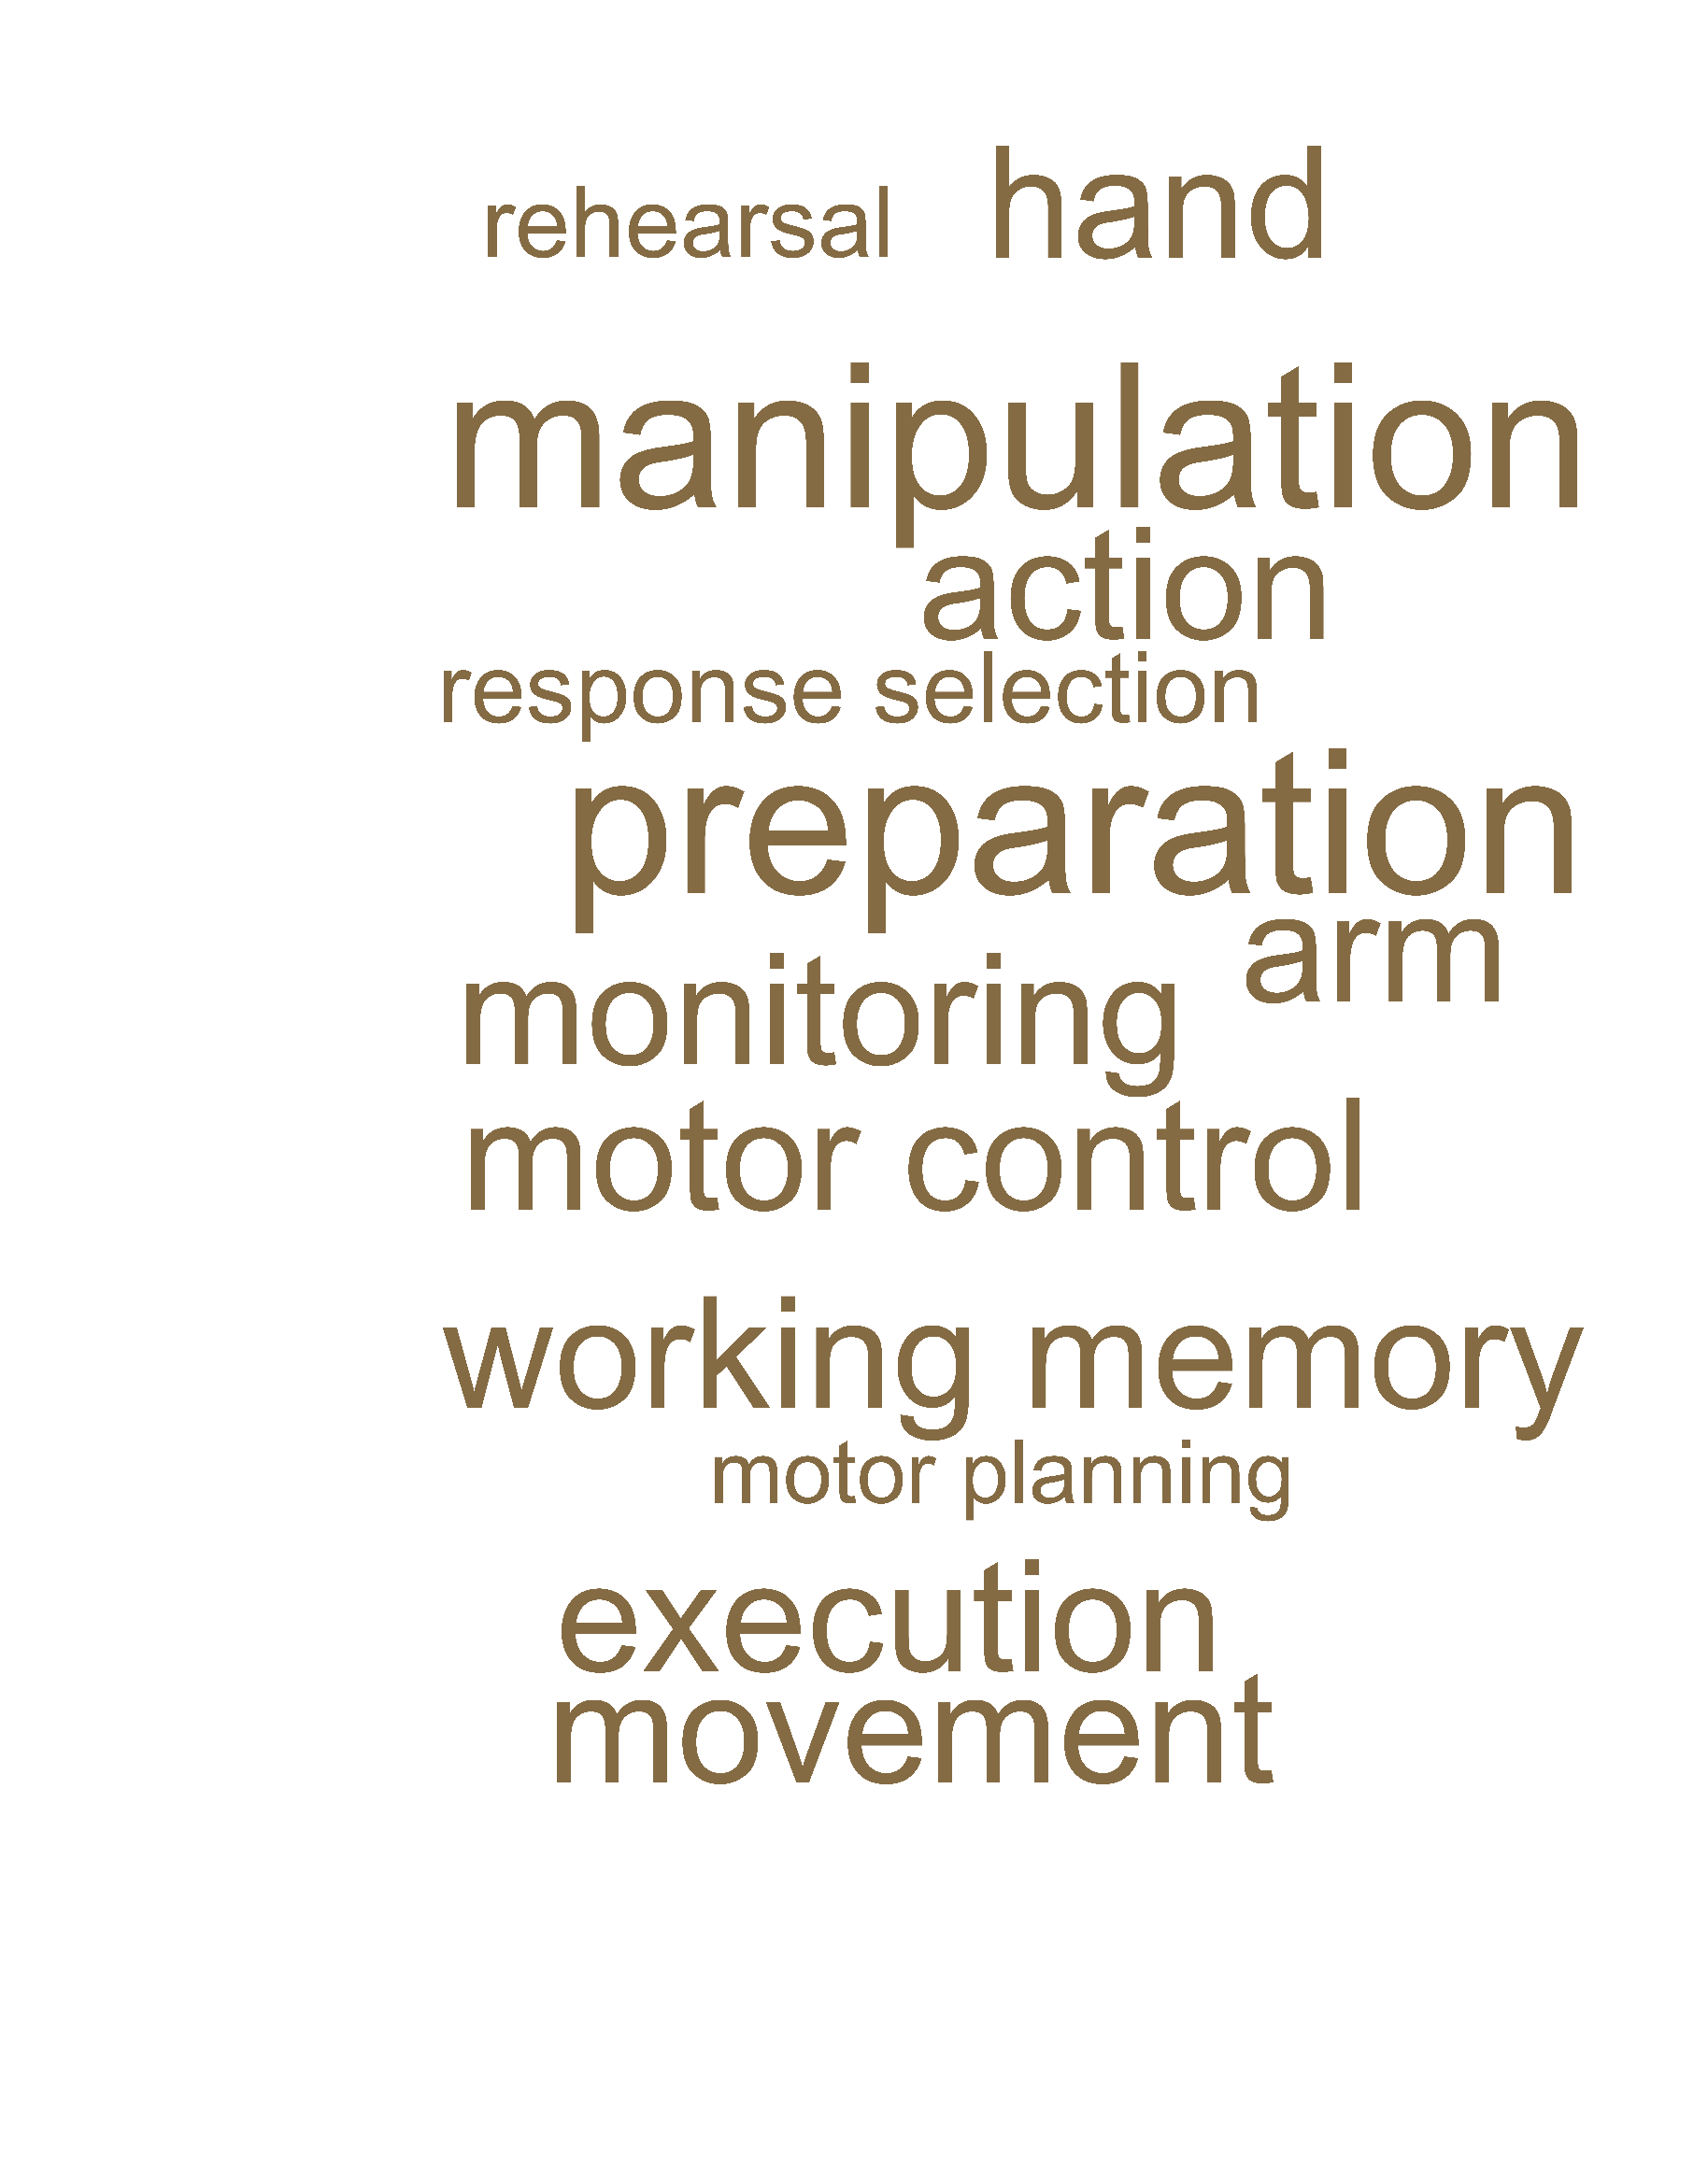 rehearsal hand
manipulation
action
response selection
preparation
arm
monitoring
motor control
working memory
motor planning
execution
movement